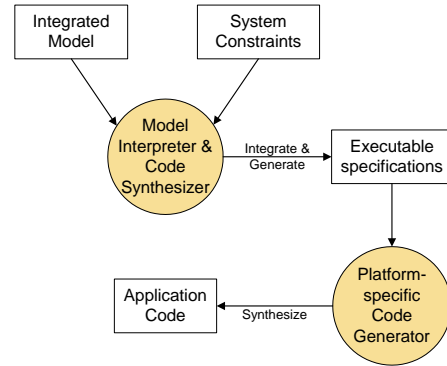 Integrated
Model
System
Constraints
Model
Interpreter &
Code
Synthesizer
Integrate &
Generate
Executable
specifications
Platform-
specific
Code
Generator
Synthesize
Application
Code